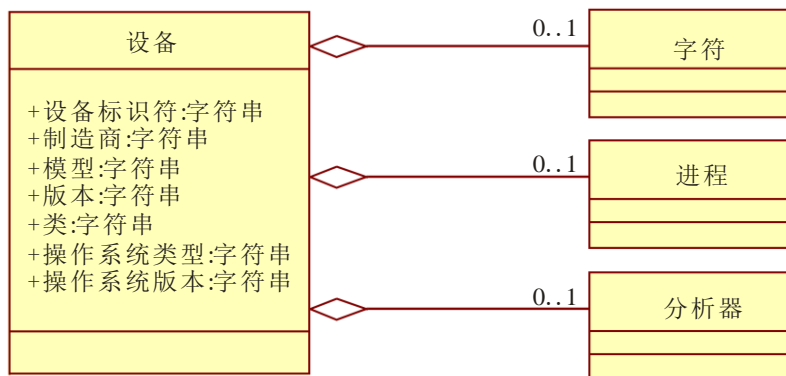 设备
+设备标识符:字符串
+制造商:字符串
+模型:字符串
+版本:字符串
+类:字符串
+操作系统类型:字符串
+操作系统版本:字符串
0..1
字符
0..1
进程
0..1
分析器